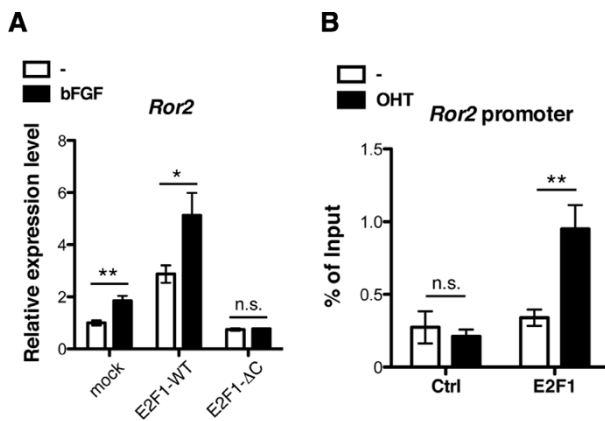 A
-
bFGF
Ror2
Relative expression level
8
6
4
2
0
**
*
n.s.
mock
E2F1-WT
E2F1-ΔC
B
-
OHT
Ror2 promoter
% of Input
1.5
1.0
0.5
0
n.s.
**
Ctrl
E2F1